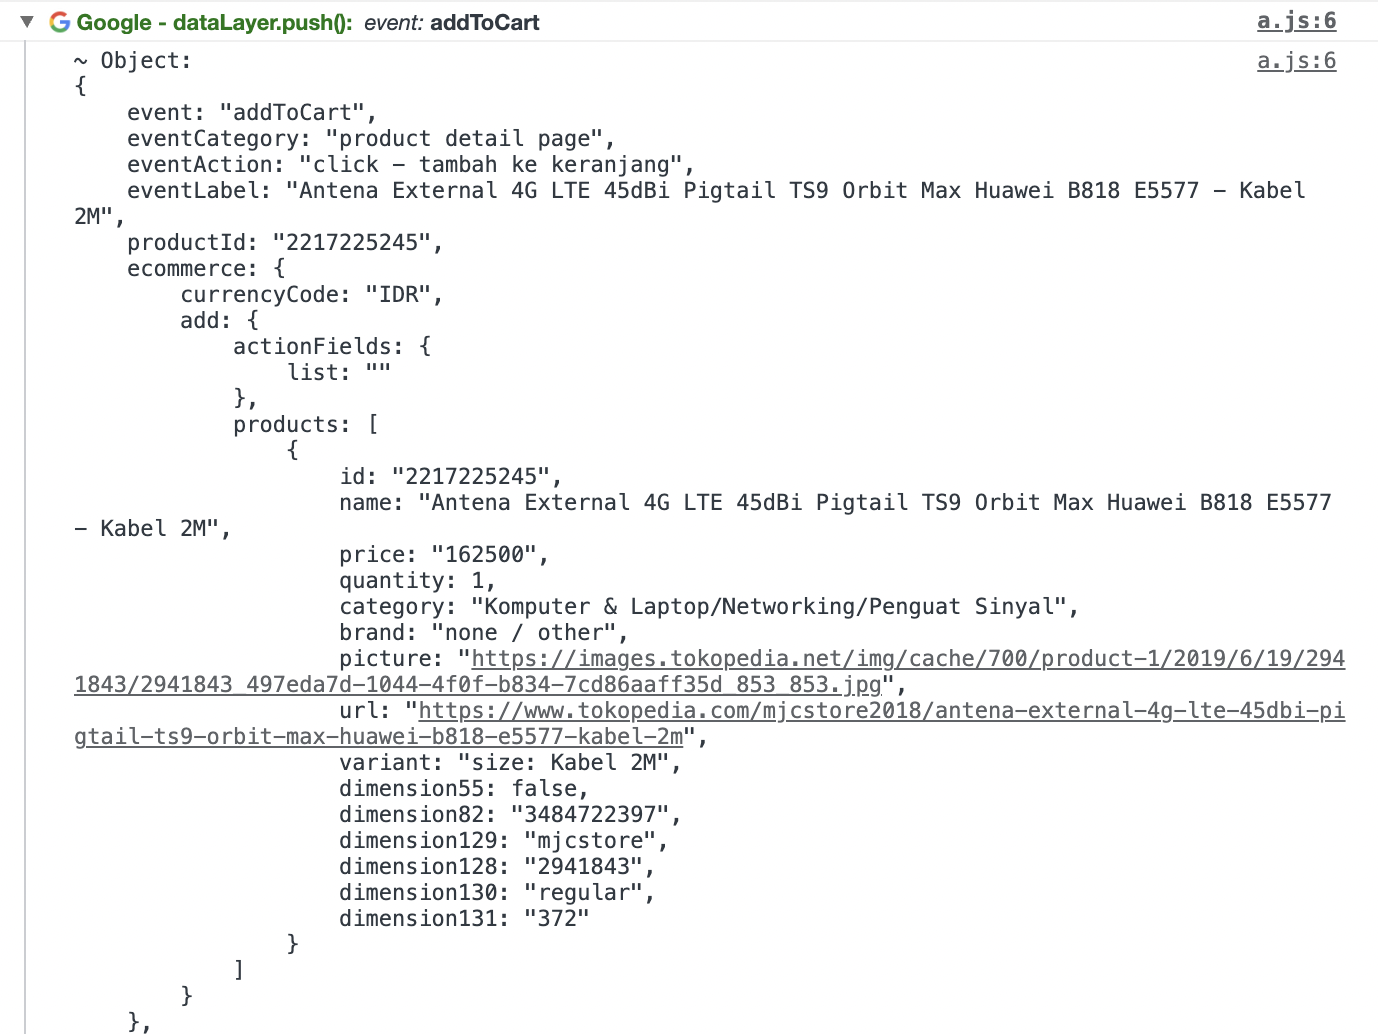 ▼ Google - dataLayer.push(): event: addToCart a.js:6
~ Object: a.js:6
{
    event: "addToCart",
    eventCategory: "product detail page",
    eventAction: "click – tambah ke keranjang",
    eventLabel: "Antena External 4G LTE 45dBi Pigtail TS9 Orbit Max Huawei B818 E5577 – Kabel
2M",
    productId: "2217225245",
    ecommerce: {
        currencyCode: "IDR",
        add: {
            actionFields: {
                list: ""
            },
            products: [
                {
                    id: "2217225245",
                    name: "Antena External 4G LTE 45dBi Pigtail TS9 Orbit Max Huawei B818 E5577
– Kabel 2M",
                    price: "162500",
                    quantity: 1,
                    category: "Komputer & Laptop/Networking/Penguat Sinyal",
                    brand: "none / other",
                    picture: "https://images.tokopedia.net/img/cache/700/product-1/2019/6/19/294
1843/2941843_497eda7d-1044-4f0f-b834-7cd86aaff35d_853_853.jpg",
                    url: "https://www.tokopedia.com/mjcstore2018/antena-external-4g-lte-45dbi-pi
gtail-ts9-orbit-max-huawei-b818-e5577-kabel-2m",
                    variant: "size: Kabel 2M",
                    dimension55: false,
                    dimension82: "3484722397",
                    dimension129: "mjcstore",
                    dimension128: "2941843",
                    dimension130: "regular",
                    dimension131: "372"
                }
            ]
        }
    },